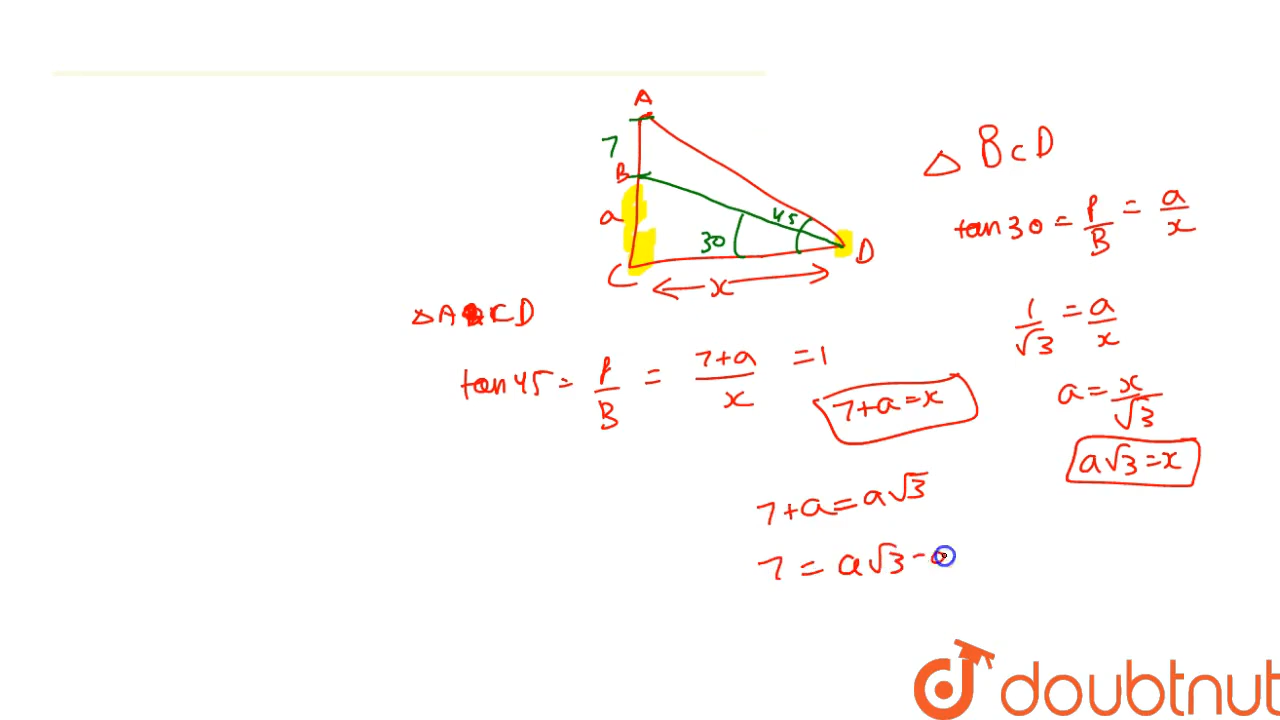 A
7
B
a
45
30
C
D
x
△ BCD
tan 30 = P/B = a/x
1/√3 = a/x
a = x/√3
a√3 = x
△ACD
tan 45 = P/B = 7+a/x = 1
7+a = x
7+a = a√3
7 = a√3 -
doubtnut